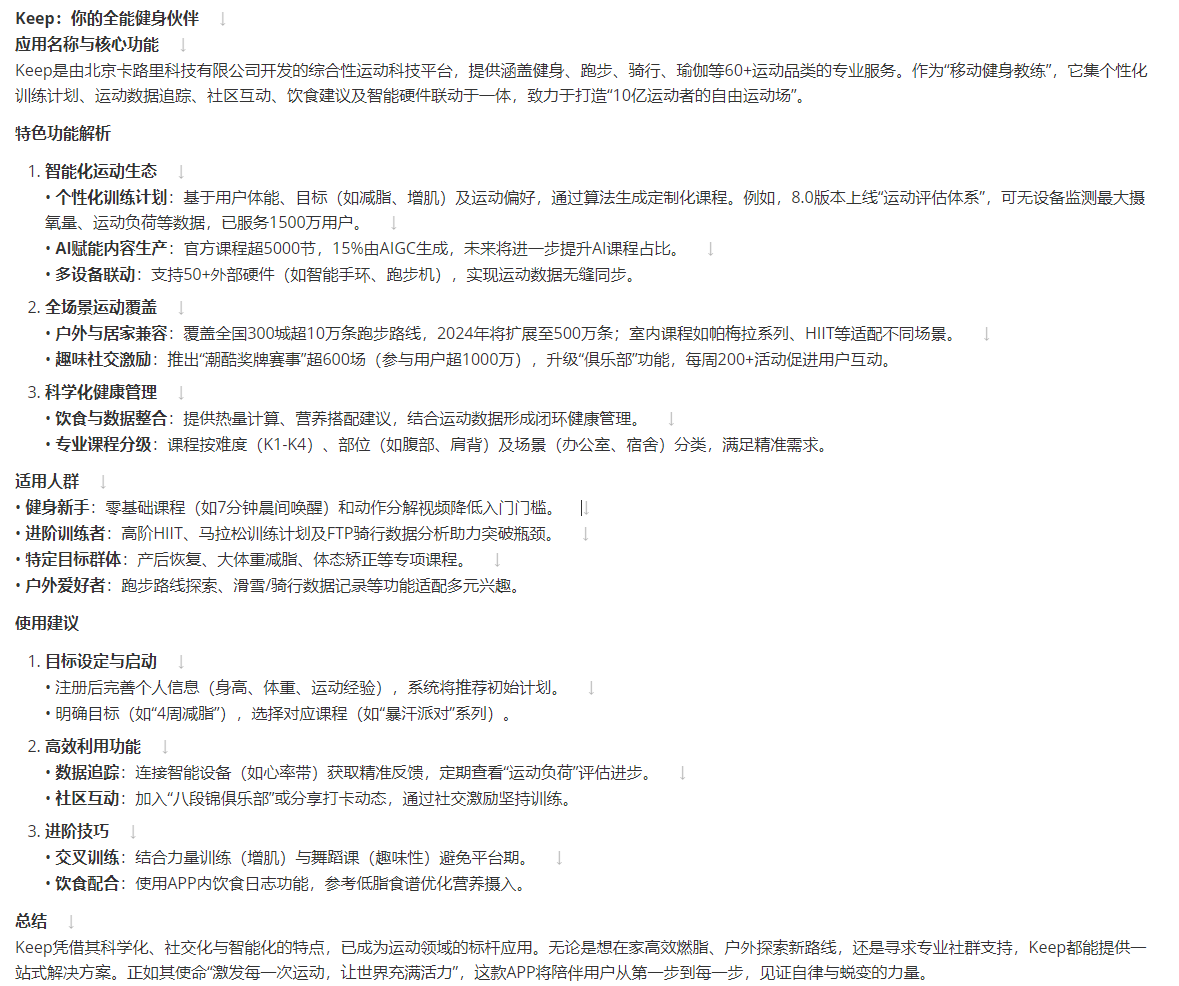 Keep：你的全能健身伙伴 ↓
应用名称与核心功能 ↓
Keep是由北京卡路里科技有限公司开发的综合性运动科技平台，提供涵盖健身、跑步、骑行、瑜伽等60+运动品类的专业服务。作为“移动健身教练”，它集个性化
训练计划、运动数据追踪、社区互动、饮食建议及智能硬件联动于一体，致力于打造“10亿运动者的自由运动场”。
特色功能解析
1. 智能化运动生态 ↓
• 个性化训练计划：基于用户体能、目标（如减脂、增肌）及运动偏好，通过算法生成定制化课程。例如，8.0版本上线“运动评估体系”，可无设备监测最大摄
氧量、运动负荷等数据，已服务1500万用户。 ↓
• AI赋能内容生产：官方课程超5000节，15%由AIGC生成，未来将进一步提升AI课程占比。 ↓
• 多设备联动：支持50+外部硬件（如智能手环、跑步机），实现运动数据无缝同步。
2. 全场景运动覆盖 ↓
• 户外与居家兼容：覆盖全国300城超10万条跑步路线，2024年将扩展至500万条；室内课程如帕梅拉系列、HIIT等适配不同场景。 ↓
• 趣味社交激励：推出“潮酷奖牌赛事”超600场（参与用户超1000万），升级“俱乐部”功能，每周200+活动促进用户互动。
3. 科学化健康管理 ↓
• 饮食与数据整合：提供热量计算、营养搭配建议，结合运动数据形成闭环健康管理。 ↓
• 专业课程分级：课程按难度（K1-K4）、部位（如腹部、肩背）及场景（办公室、宿舍）分类，满足精准需求。
适用人群 ↓
• 健身新手：零基础课程（如7分钟晨间唤醒）和动作分解视频降低入门门槛。 ↓
• 进阶训练者：高阶HIIT、马拉松训练计划及FTP骑行数据分析助力突破瓶颈。 ↓
• 特定目标群体：产后恢复、大体重减脂、体态矫正等专项课程。 ↓
• 户外爱好者：跑步路线探索、滑雪/骑行数据记录等功能适配多元兴趣。
使用建议
1. 目标设定与启动 ↓
• 注册后完善个人信息（身高、体重、运动经验），系统将推荐初始计划。 ↓
• 明确目标（如“4周减脂”），选择对应课程（如“暴汗派对”系列）。
2. 高效利用功能 ↓
• 数据追踪：连接智能设备（如心率带）获取精准反馈，定期查看“运动负荷”评估进步。 ↓
• 社区互动：加入“八段锦俱乐部”或分享打卡动态，通过社交激励坚持训练。
3. 进阶技巧 ↓
• 交叉训练：结合力量训练（增肌）与舞蹈课（趣味性）避免平台期。 ↓
• 饮食配合：使用APP内饮食日志功能，参考低脂食谱优化营养摄入。
总结 ↓
Keep凭借其科学化、社交化与智能化的特点，已成为运动领域的标杆应用。无论是想在家高效燃脂、户外探索新路线，还是寻求专业社群支持，Keep都能提供一
站式解决方案。正如其使命“激发每一次运动，让世界充满活力”，这款APP将陪伴用户从第一步到每一步，见证自律与蜕变的力量。